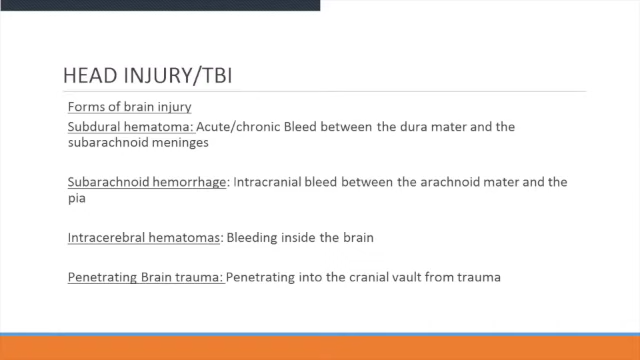 HEAD INJURY/TBI
Forms of brain injury
Subdural hematoma: Acute/chronic Bleed between the dura mater and the
subarachnoid meninges
Subarachnoid hemorrhage: Intracranial bleed between the arachnoid mater and the
pia
Intracerebral hematomas: Bleeding inside the brain
Penetrating Brain trauma: Penetrating into the cranial vault from trauma